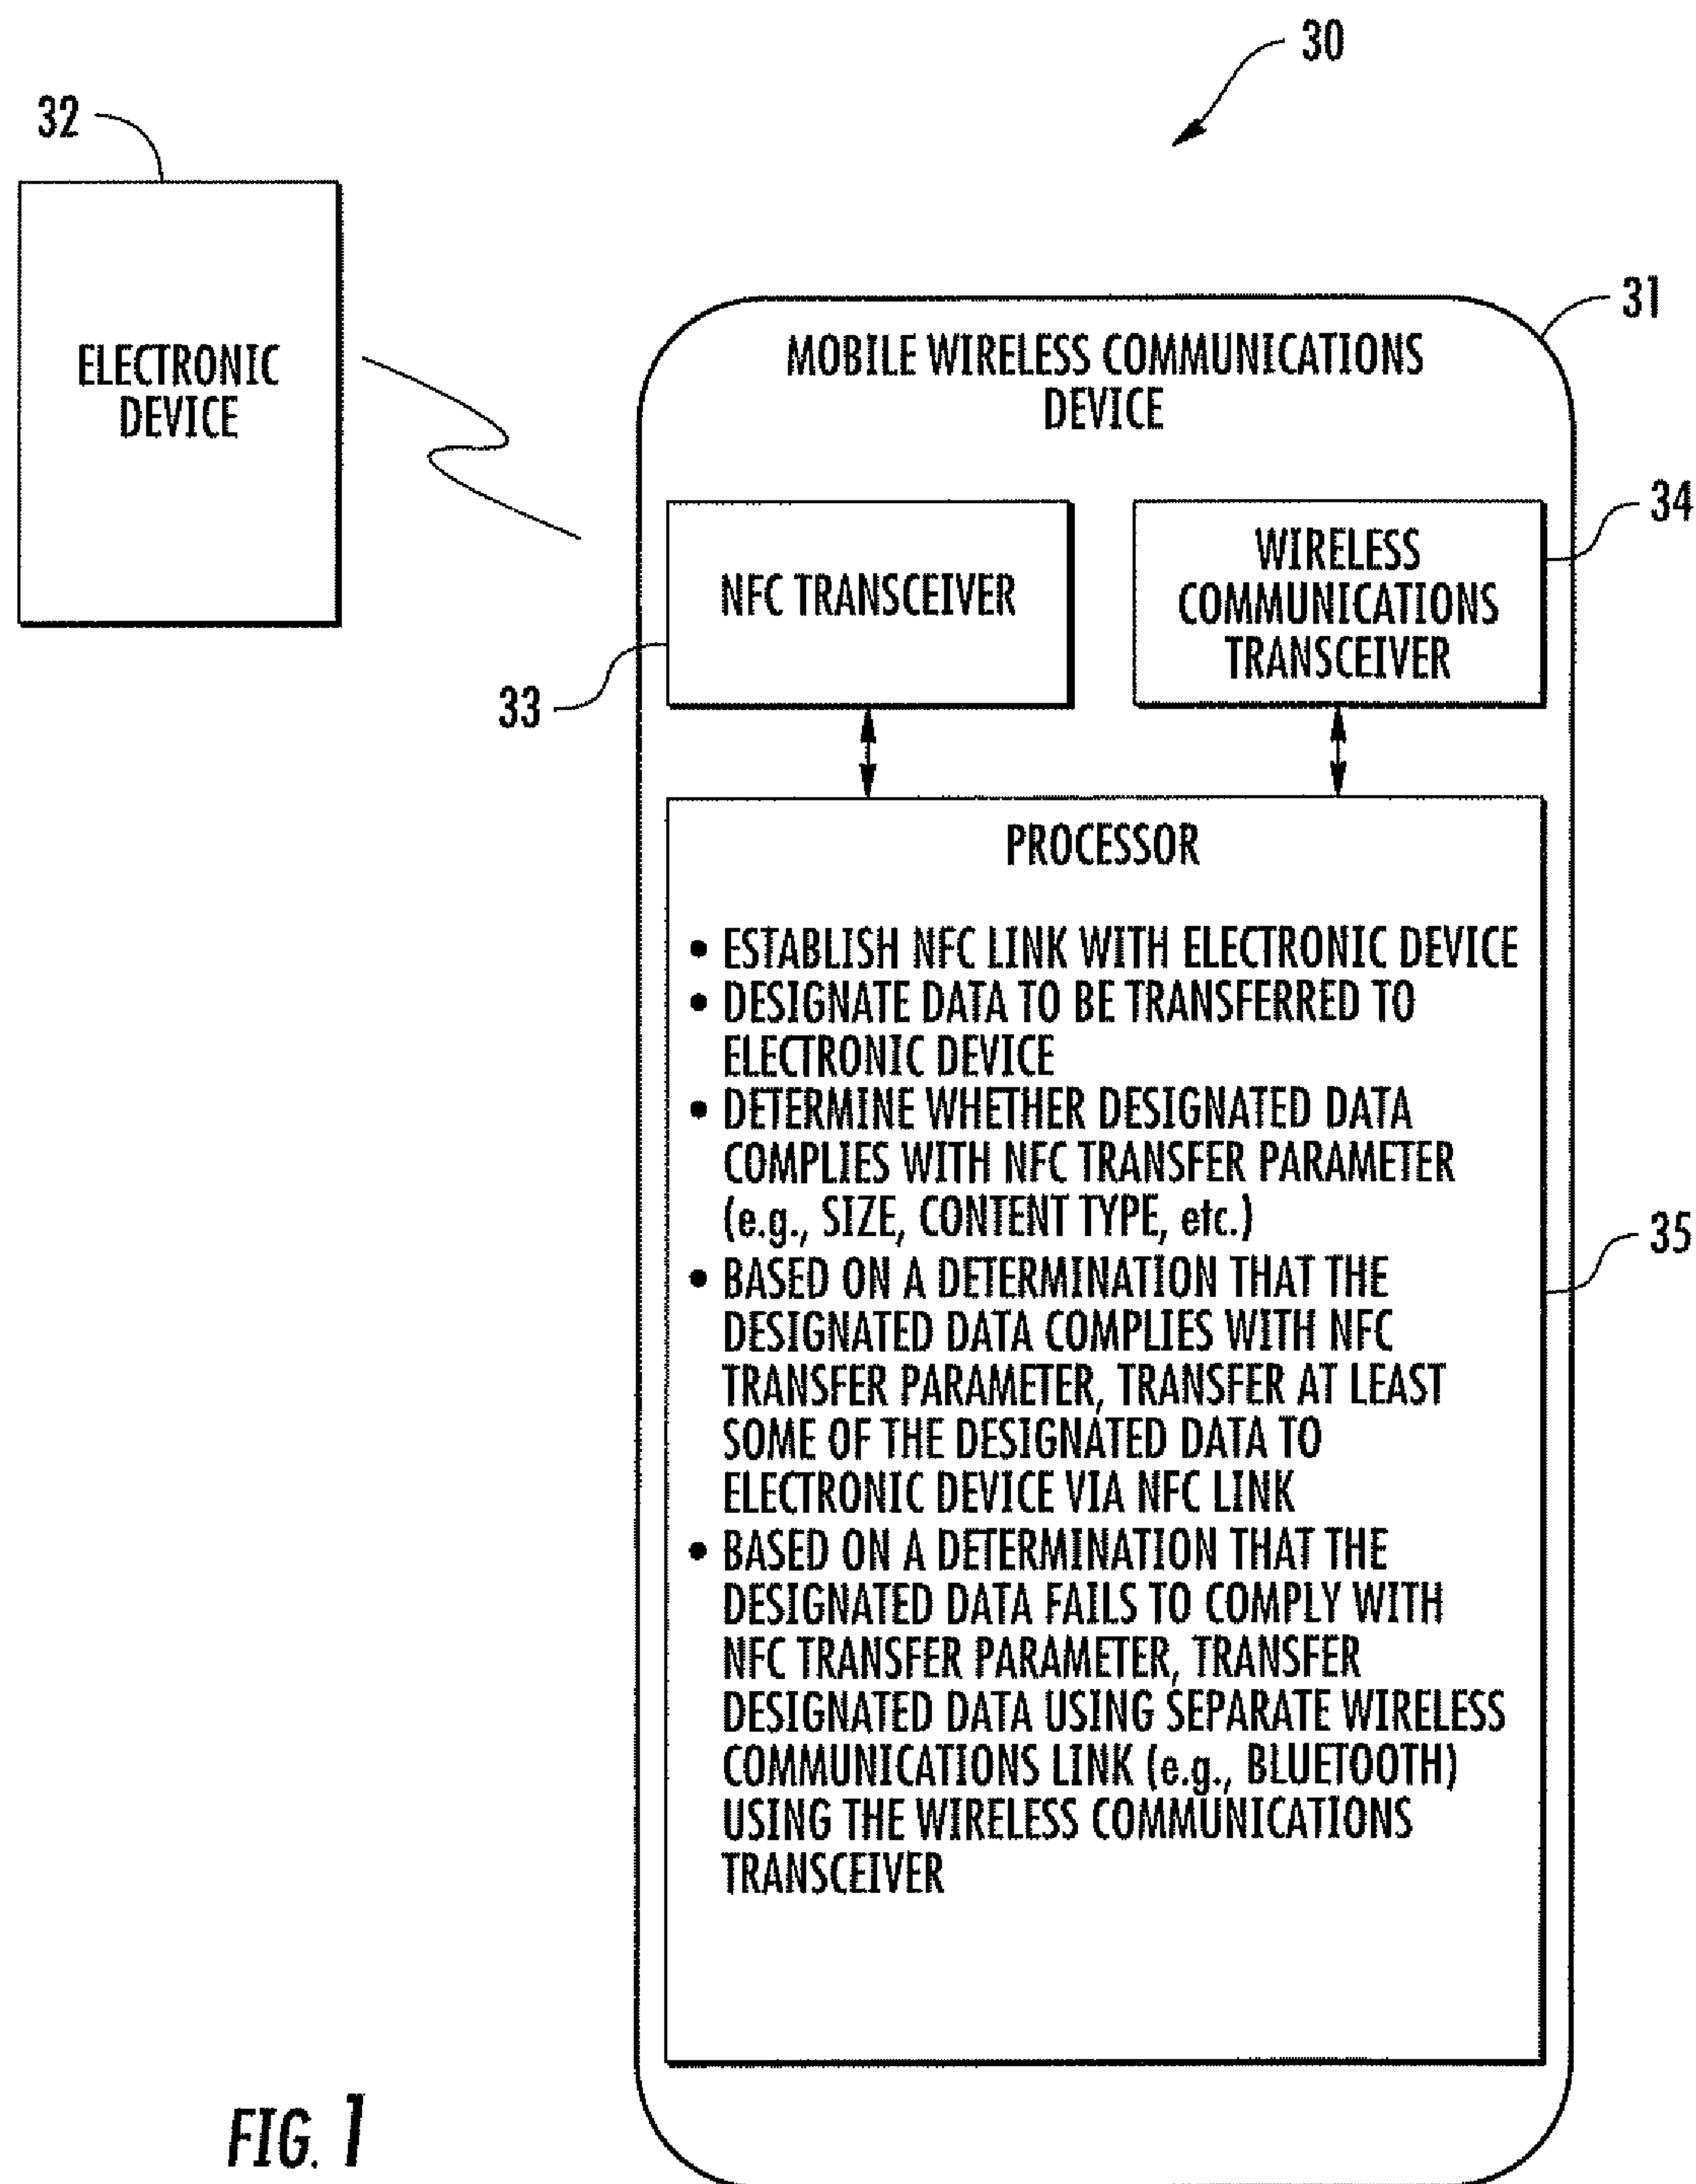 30
32
ELECTRONIC
DEVICE
31
MOBILE WIRELESS COMMUNICATIONS
DEVICE
NFC TRANSCEIVER
33
WIRELESS
COMMUNICATIONS
TRANSCEIVER
34
PROCESSOR
• ESTABLISH NFC LINK WITH ELECTRONIC DEVICE
• DESIGNATE DATA TO BE TRANSFERRED TO
ELECTRONIC DEVICE
• DETERMINE WHETHER DESIGNATED DATA
COMPLIES WITH NFC TRANSFER PARAMETER
(e.g., SIZE, CONTENT TYPE, etc.)
• BASED ON A DETERMINATION THAT THE
DESIGNATED DATA COMPLIES WITH NFC
TRANSFER PARAMETER, TRANSFER AT LEAST
SOME OF THE DESIGNATED DATA TO
ELECTRONIC DEVICE VIA NFC LINK
• BASED ON A DETERMINATION THAT THE
DESIGNATED DATA FAILS TO COMPLY WITH
NFC TRANSFER PARAMETER, TRANSFER
DESIGNATED DATA USING SEPARATE WIRELESS
COMMUNICATIONS LINK (e.g., BLUETOOTH)
USING THE WIRELESS COMMUNICATIONS
TRANSCEIVER
35
FIG. 1